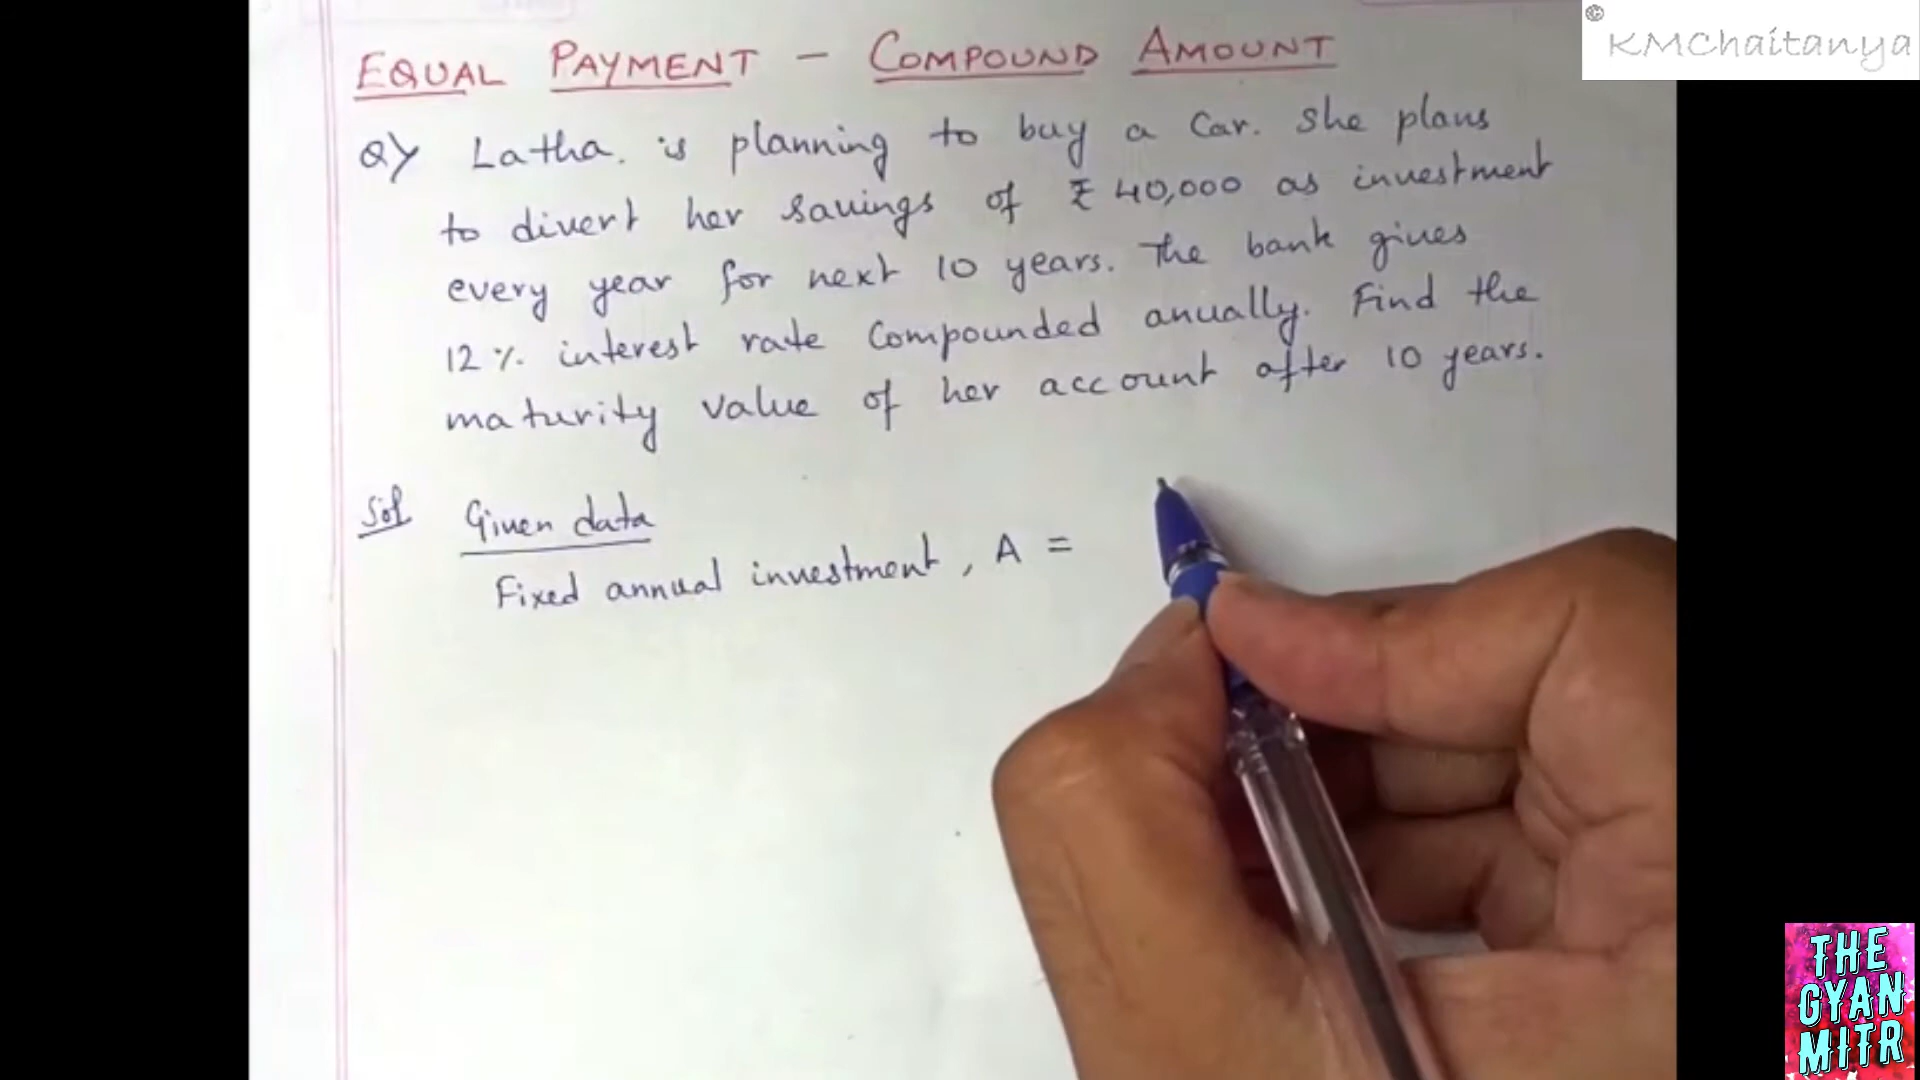 © KMChaitanya
EQUAL PAYMENT - COMPOUND AMOUNT
Q) Latha. is planning to buy a Car. She plans
to divert her savings of ₹ 40,000 as investment
every year for next 10 years. The bank gives
12% interest rate compounded anually. Find the
maturity value of her account after 10 years.
Sol Given data
Fixed annual investment, A =
THE
GYAN
MITR